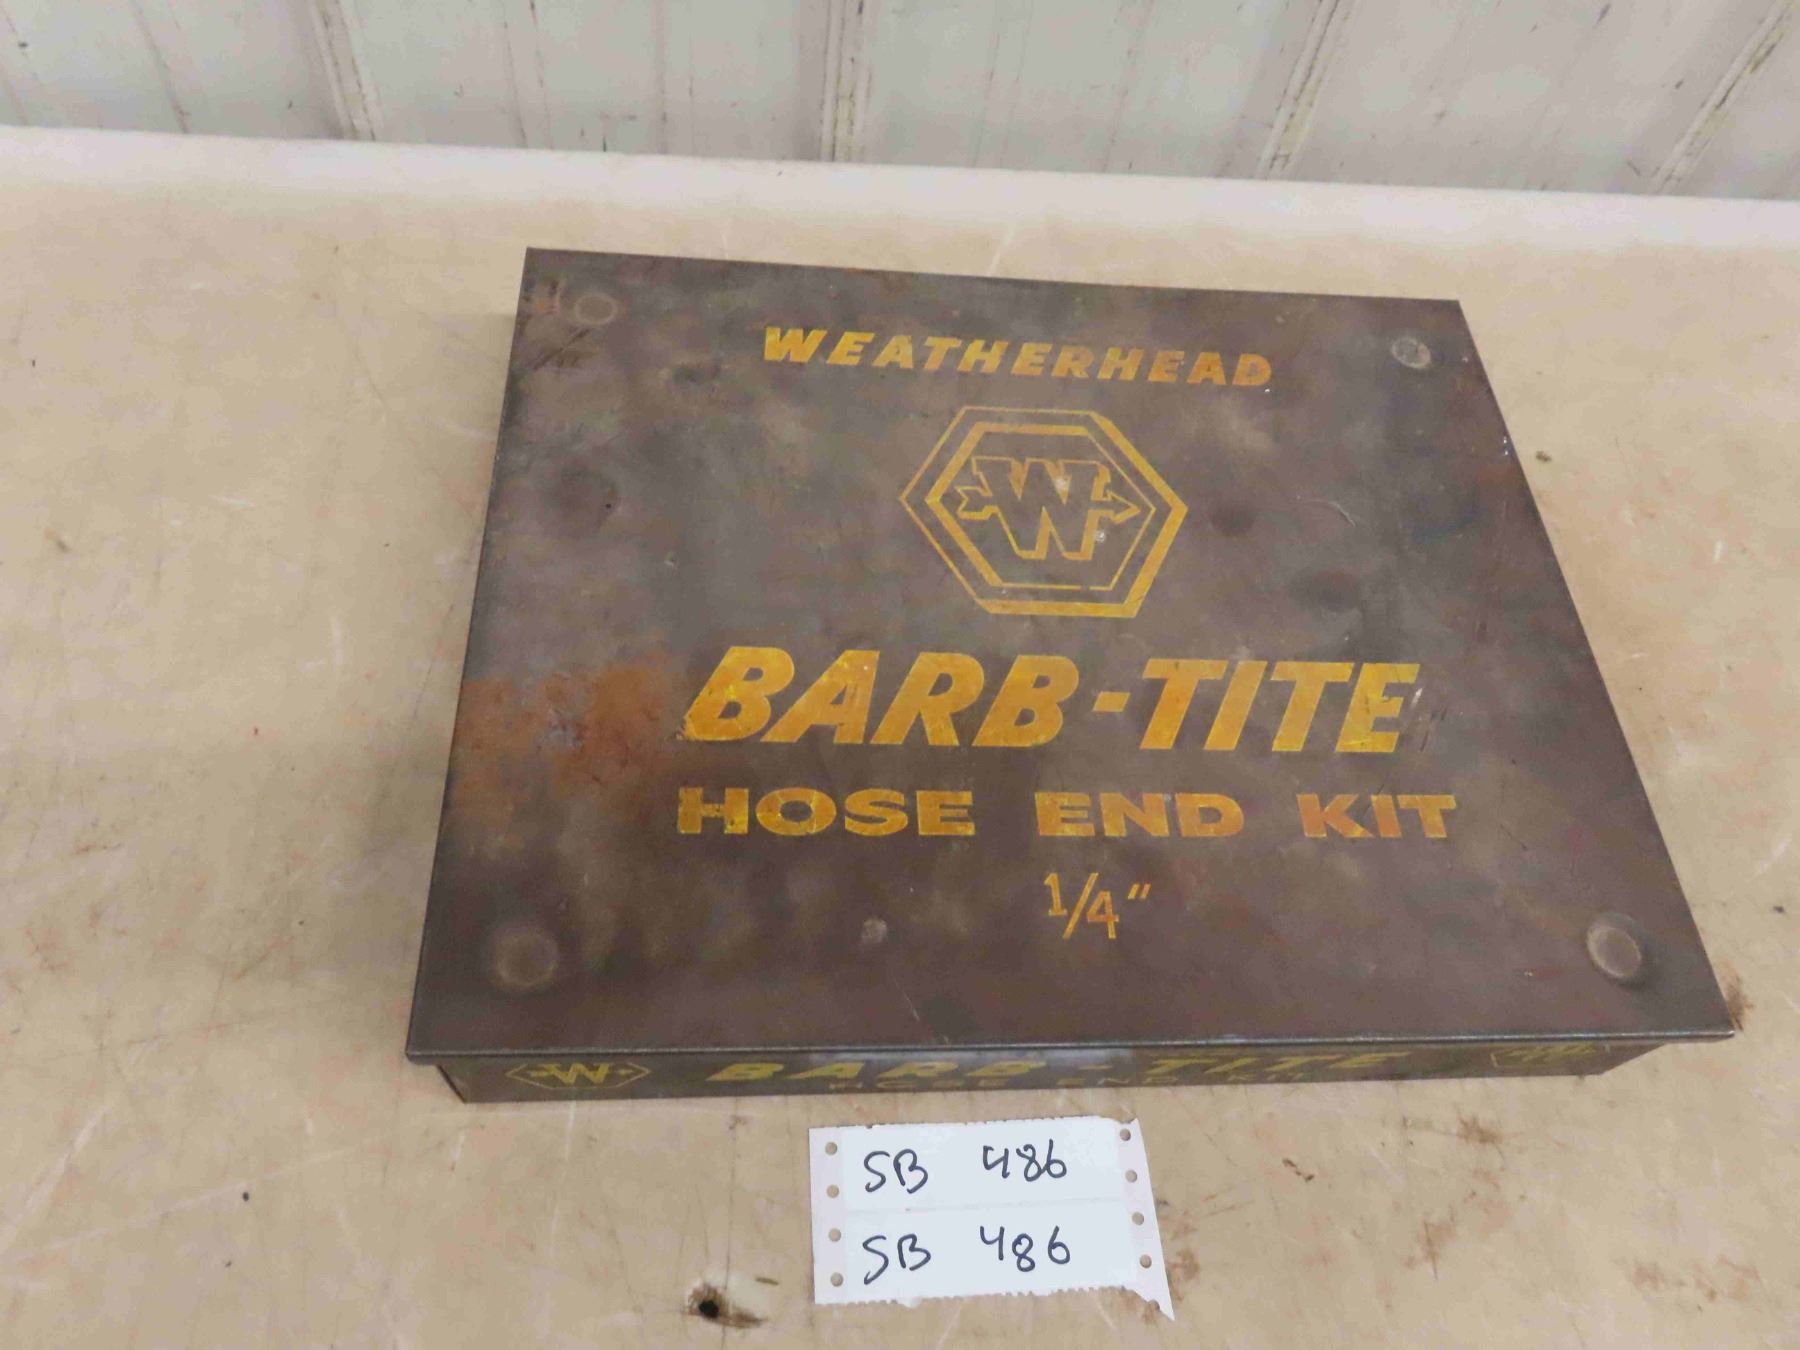 WEATHERHEAD
W
BARB-TITE
HOSE END KIT
1/4"
W BARB-TITE W
HOSE END KIT
SB 486
SB 486